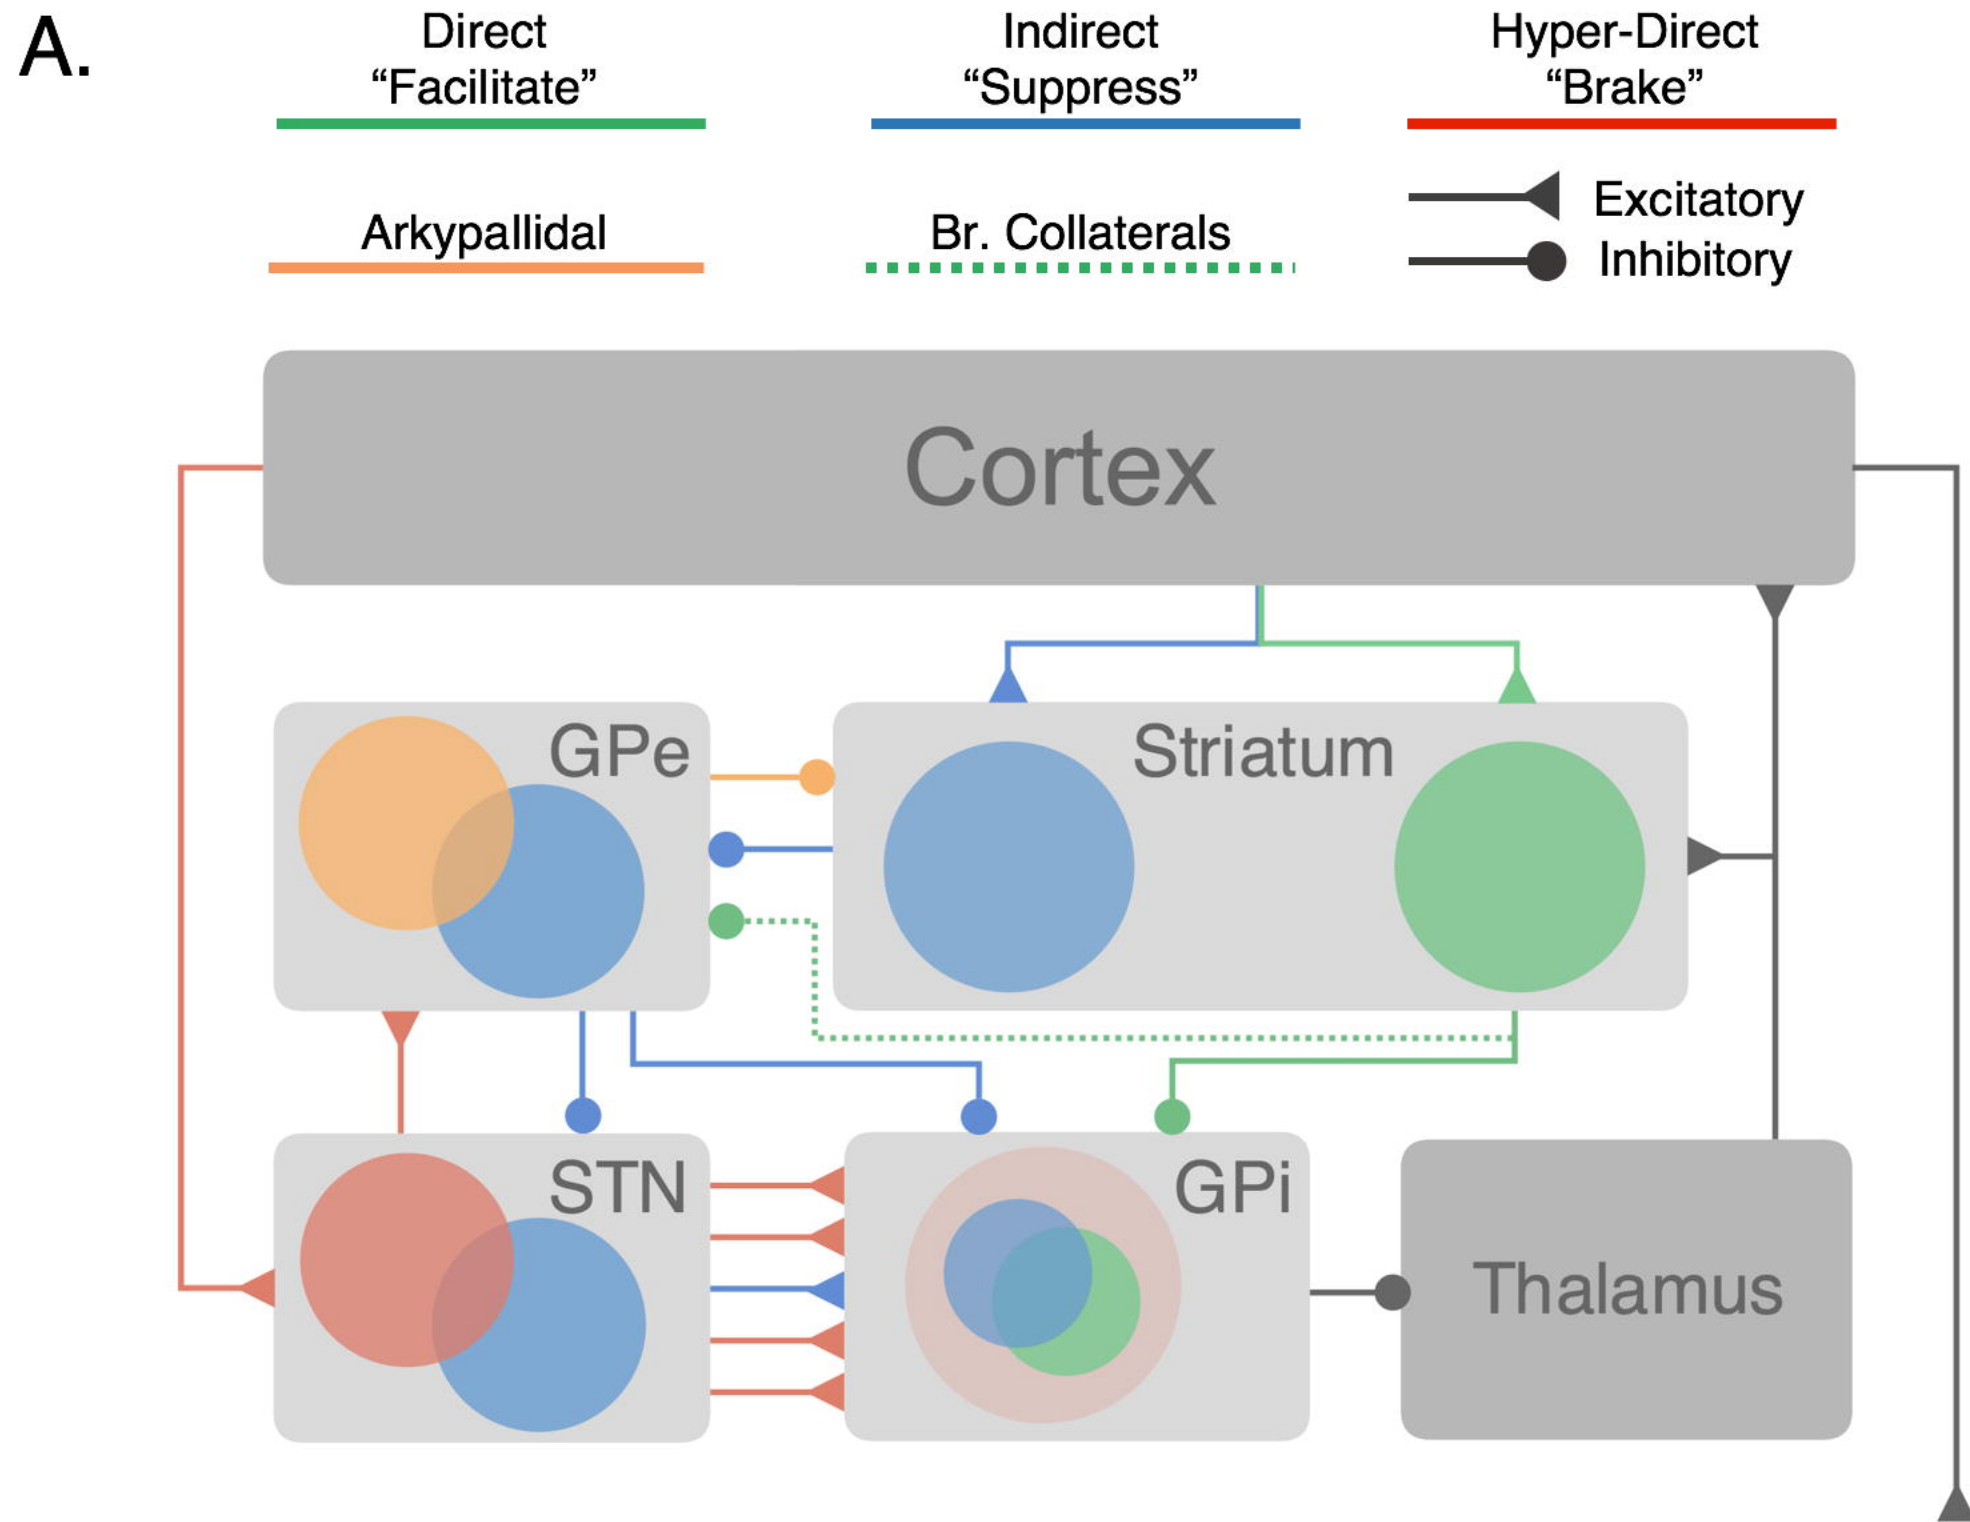 A.
Direct
“Facilitate”
Indirect
“Suppress”
Hyper-Direct
“Brake”
Arkypallidal
Br. Collaterals
Excitatory
Inhibitory
Cortex
GPe
Striatum
STN
GPi
Thalamus